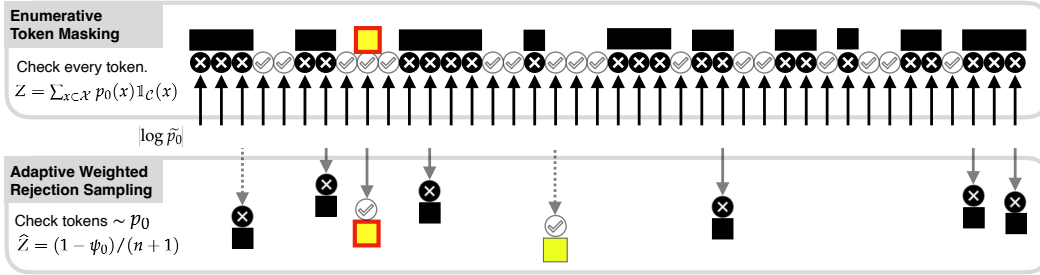 Enumerative
Token Masking
Check every token.
Z = ∑x⊂𝒳 p₀(x)𝟙_𝒞(x)
|log p̃₀|
Adaptive Weighted
Rejection Sampling
Check tokens ∼ p₀
Ẑ = (1 − ψ₀)/(n + 1)